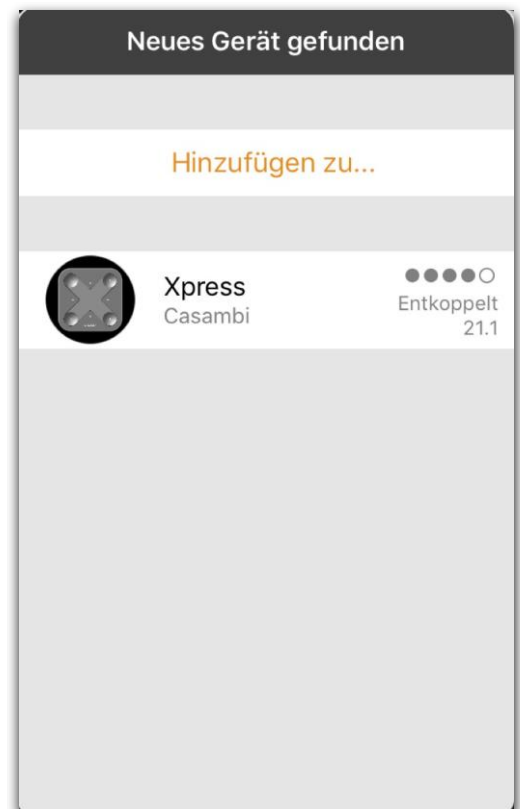 Neues Gerät gefunden
Hinzufügen zu...
Xpress
Casambi
Entkoppelt
21.1